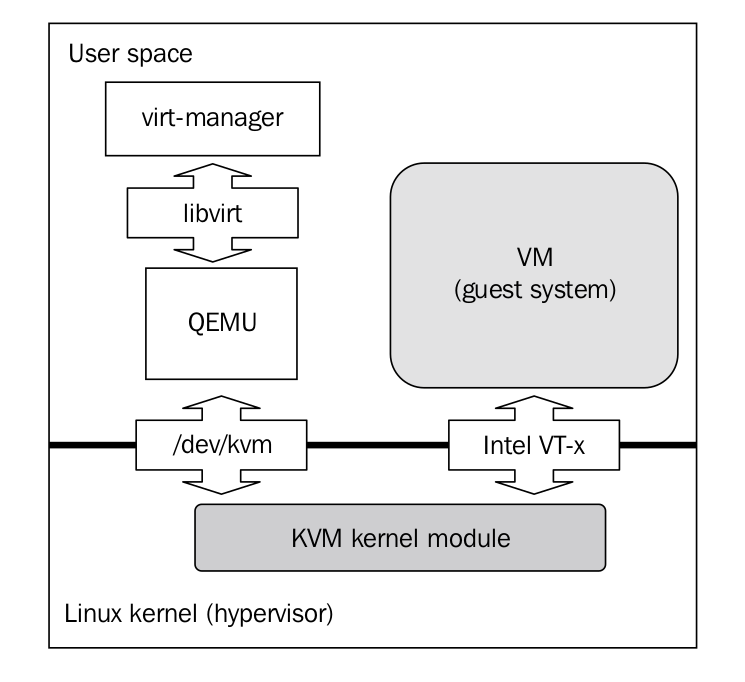 User space
virt-manager
libvirt
VM
(guest system)
QEMU
/dev/kvm
Intel VT-x
KVM kernel module
Linux kernel (hypervisor)